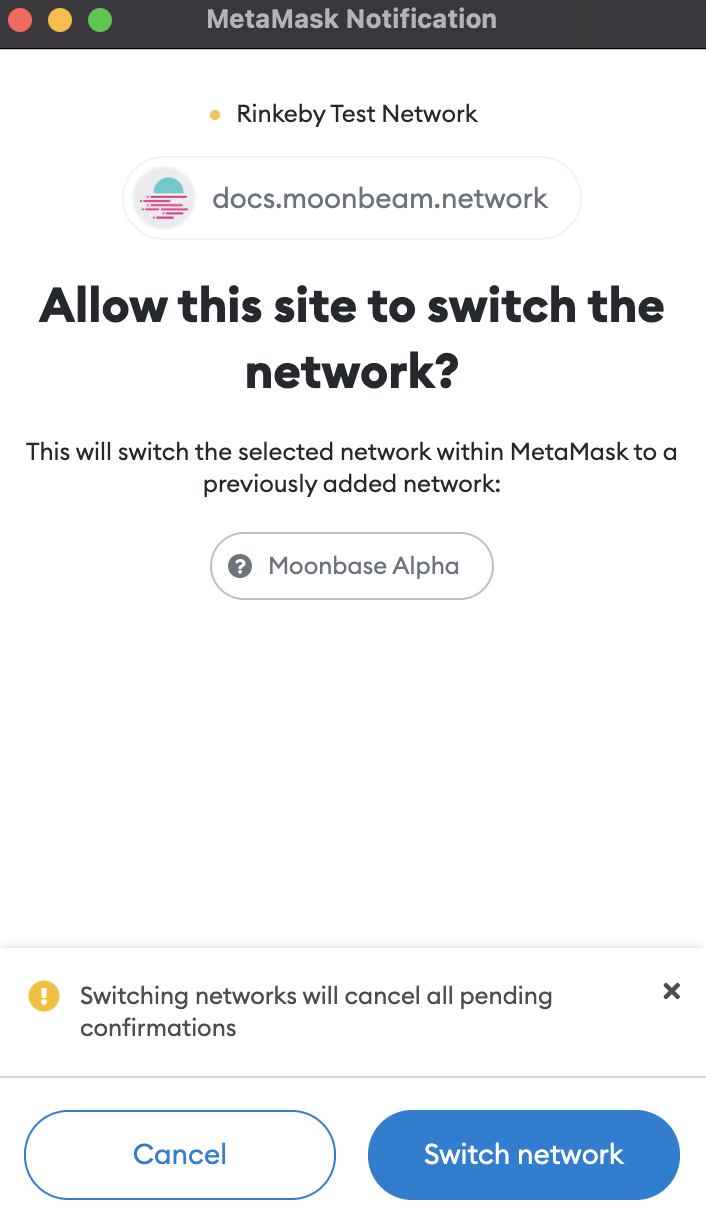 MetaMask Notification
Rinkeby Test Network
docs.moonbeam.network
Allow this site to switch the
network?
This will switch the selected network within MetaMask to a
previously added network:
? Moonbase Alpha
! Switching networks will cancel all pending
confirmations
Cancel
Switch network